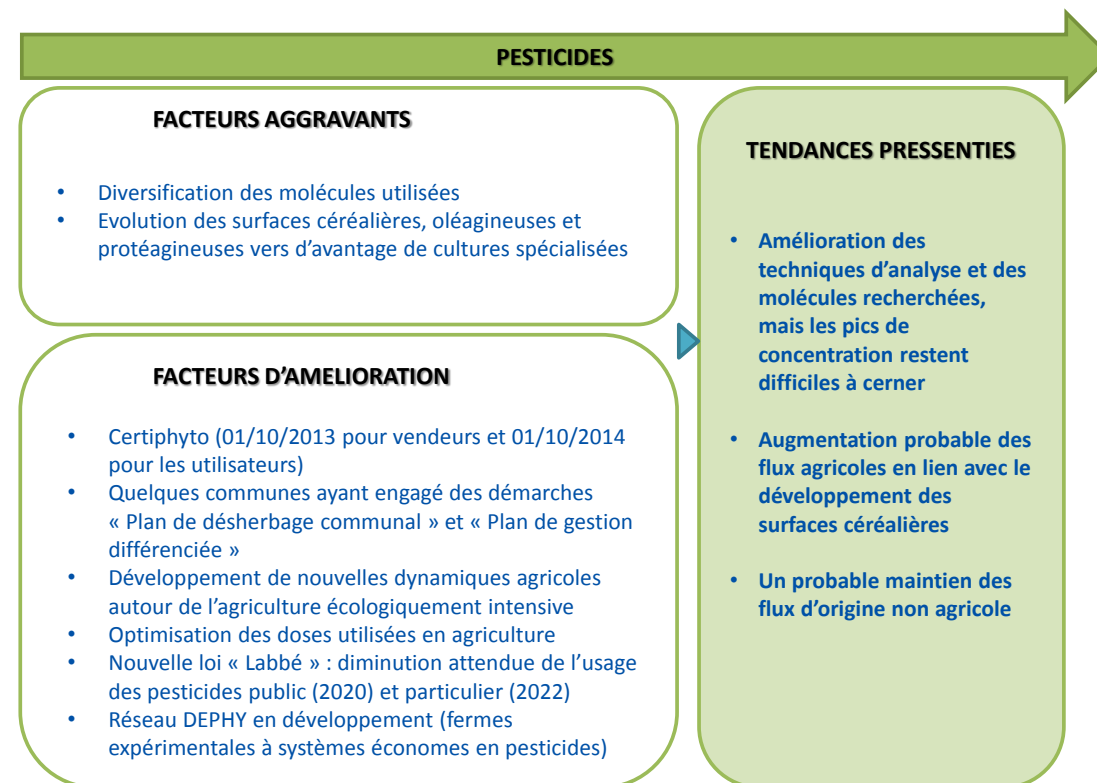 PESTICIDES
FACTEURS AGGRAVANTS
• Diversification des molécules utilisées
• Evolution des surfaces céréalières, oléagineuses et
protéagineuses vers d'avantage de cultures spécialisées
FACTEURS D'AMELIORATION
• Certiphyto (01/10/2013 pour vendeurs et 01/10/2014
pour les utilisateurs)
• Quelques communes ayant engagé des démarches
« Plan de désherbage communal » et « Plan de gestion
différenciée »
• Développement de nouvelles dynamiques agricoles
autour de l'agriculture écologiquement intensive
• Optimisation des doses utilisées en agriculture
• Nouvelle loi « Labbé » : diminution attendue de l'usage
des pesticides public (2020) et particulier (2022)
• Réseau DEPHY en développement (fermes
expérimentales à systèmes économes en pesticides)
TENDANCES PRESSENTIES
• Amélioration des
techniques d'analyse et des
molécules recherchées,
mais les pics de
concentration restent
difficiles à cerner
• Augmentation probable des
flux agricoles en lien avec le
développement des
surfaces céréalières
• Un probable maintien des
flux d'origine non agricole